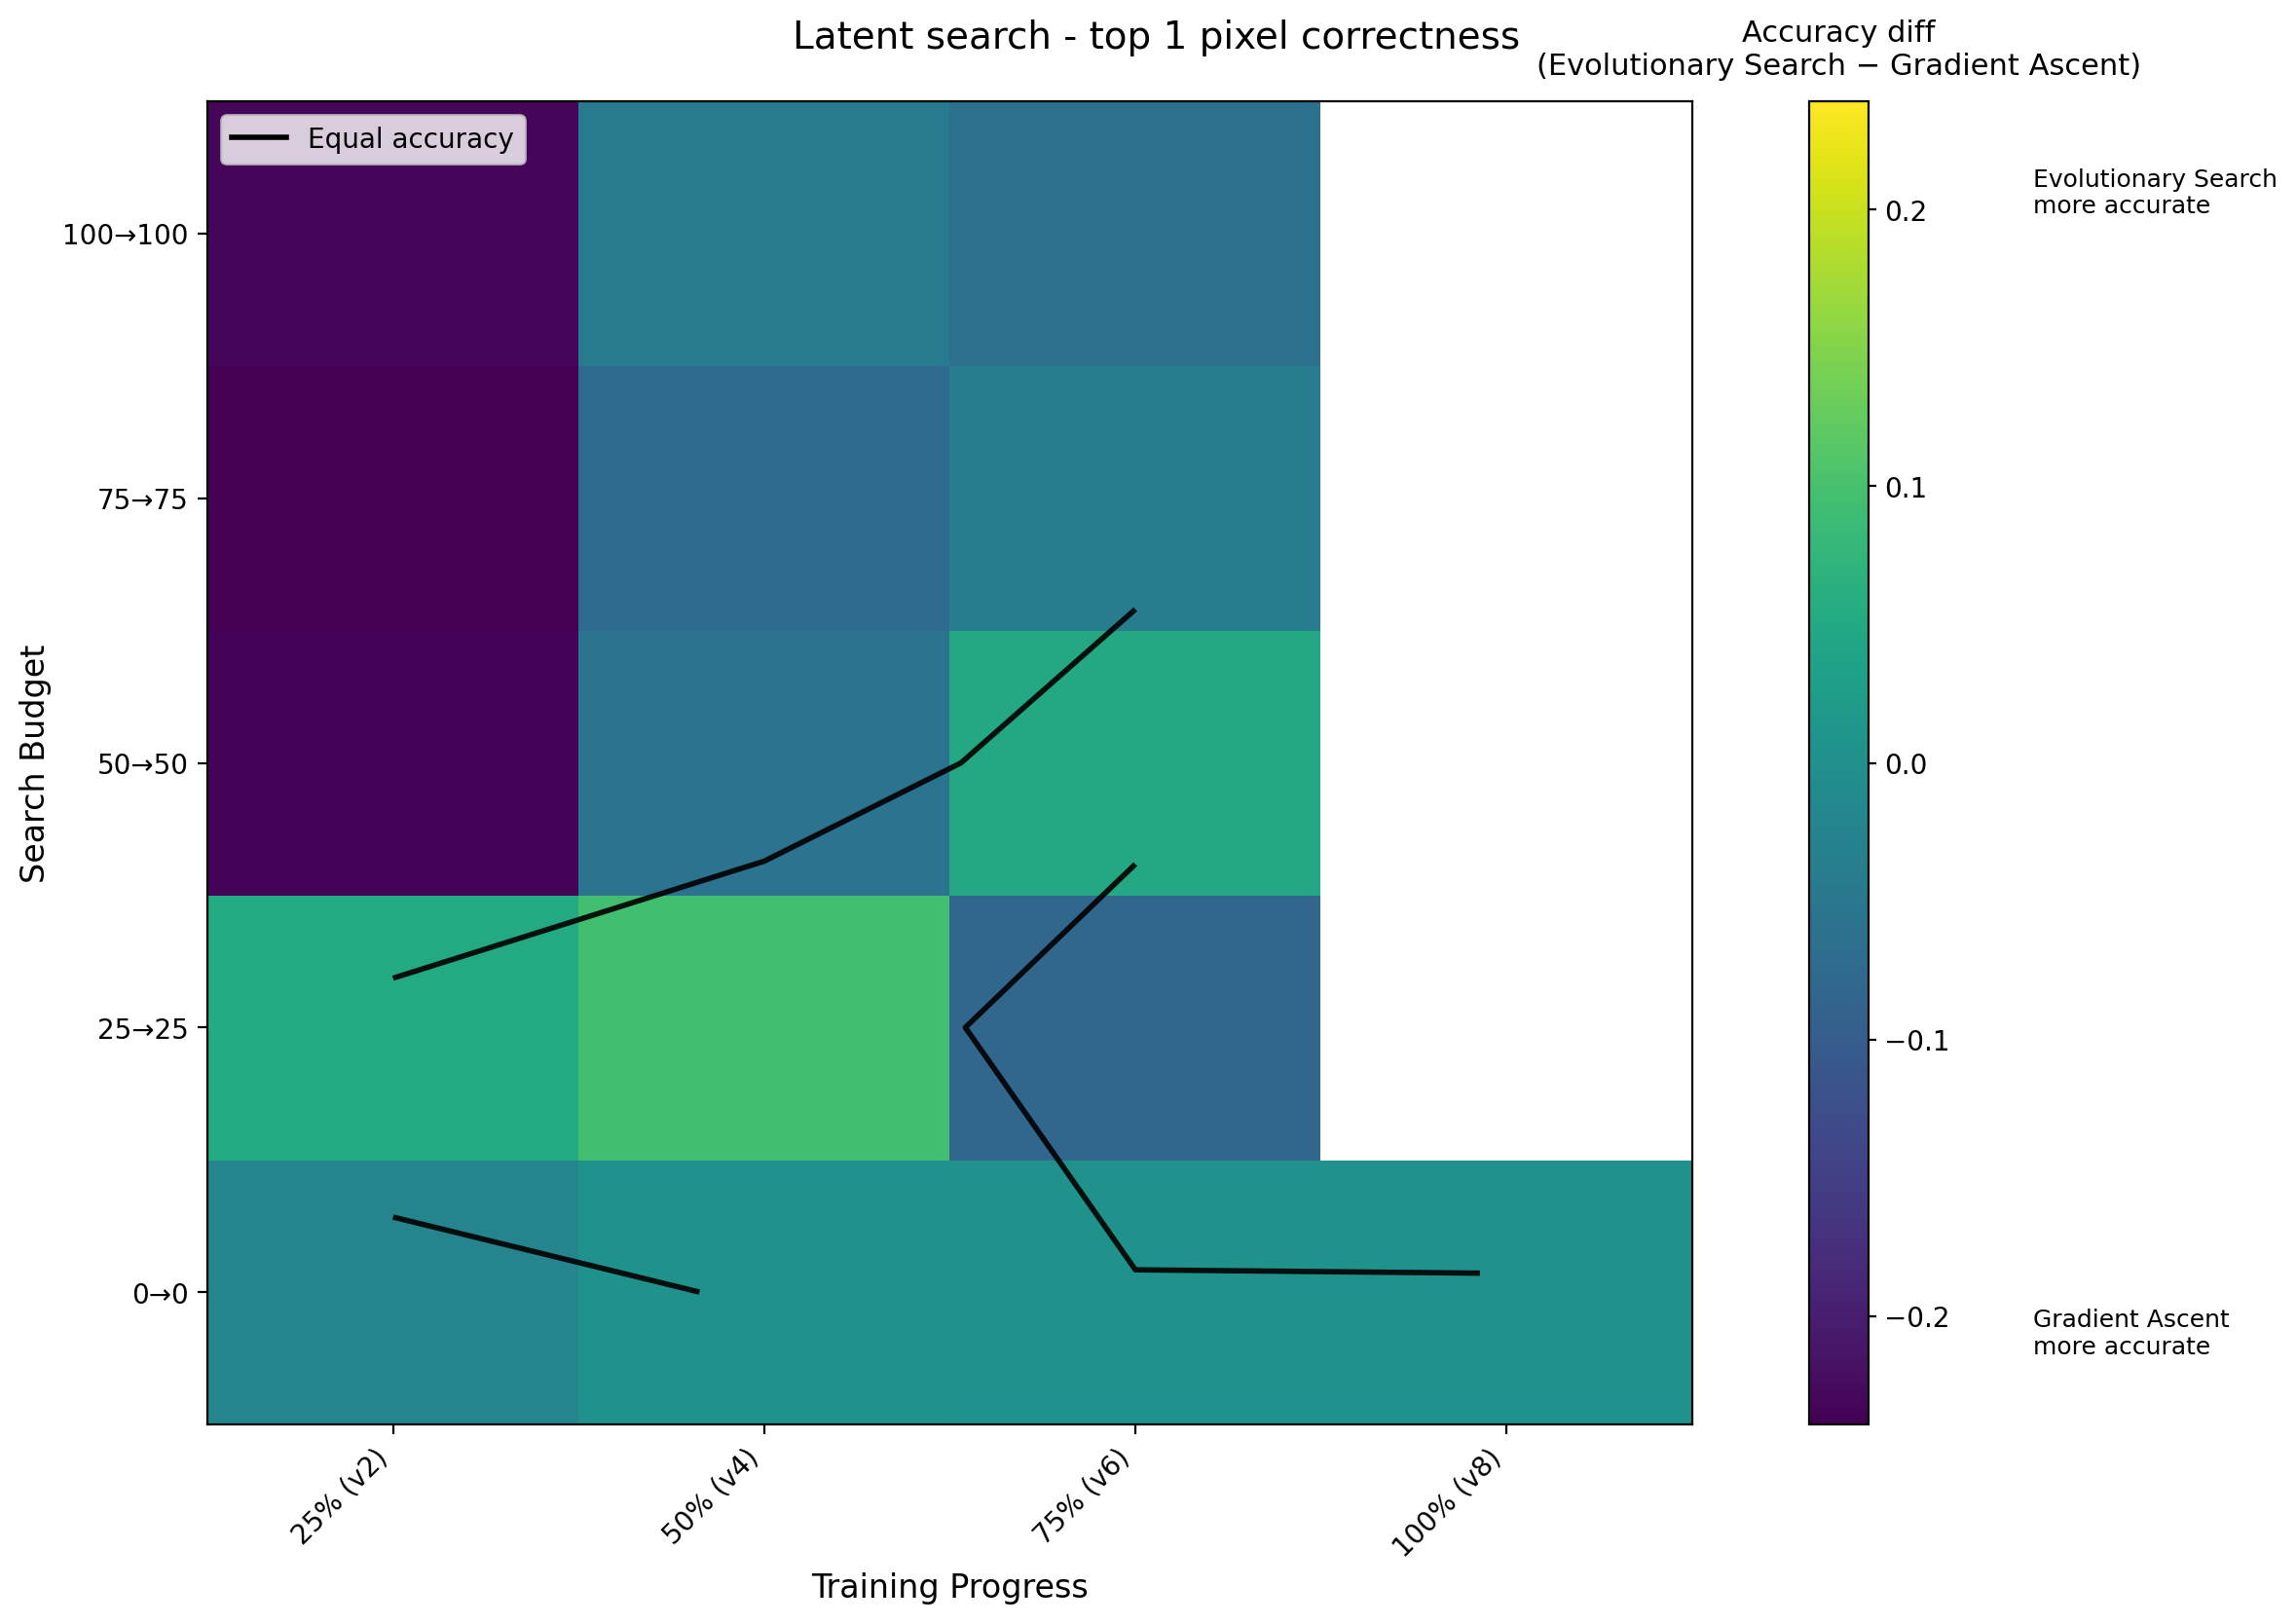 Latent search - top 1 pixel correctness
Accuracy diff
(Evolutionary Search − Gradient Ascent)
Equal accuracy
Search Budget
100→100
75→75
50→50
25→25
0→0
25% (v2)
50% (v4)
75% (v6)
100% (v8)
Training Progress
0.2
0.1
0.0
−0.1
−0.2
Evolutionary Search
more accurate
Gradient Ascent
more accurate